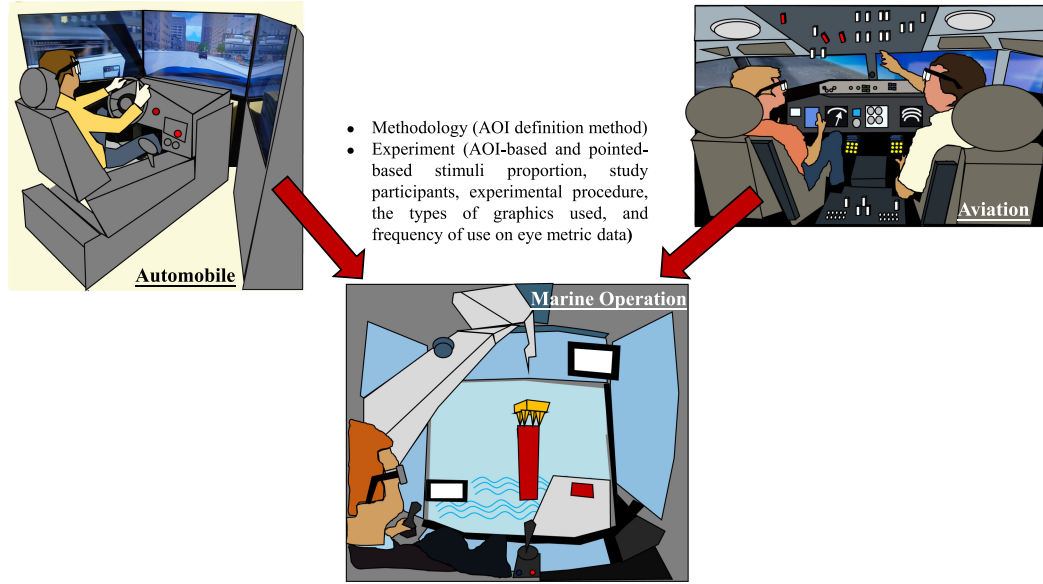 • Methodology (AOI definition method)
• Experiment (AOI-based and pointed-
based stimuli proportion, study
participants, experimental procedure,
the types of graphics used, and
frequency of use on eye metric data)
Automobile
Aviation
Marine Operation